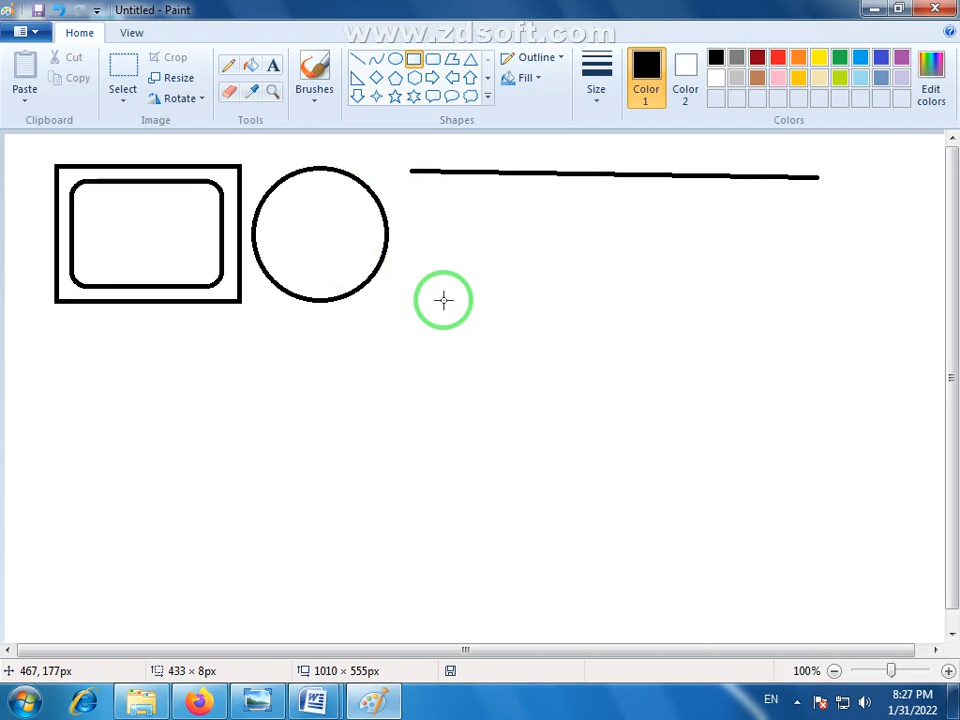 Untitled - Paint
Home View
www.zdsoft.com
Paste
Cut
Copy
Clipboard
Select
Crop
Resize
Rotate
Image
A
Tools
Brushes
Shapes
Outline
Fill
Size
Color 1
Color 2
Colors
Edit colors
467, 177px
433 × 8px
1010 × 555px
100%
W
EN
8:27 PM
1/31/2022